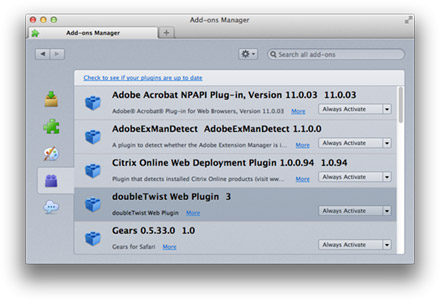 Add-ons Manager
Add-ons Manager
Search all add-ons
Check to see if your plugins are up to date
Adobe Acrobat NPAPI Plug-in, Version 11.0.03 11.0.03
Adobe® Acrobat® Plug-in for Web Browsers, Version 11.0.03 More
Always Activate
AdobeExManDetect AdobeExManDetect 1.1.0.0
A plugin to detect whether the Adobe Extension Manager is i... More
Always Activate
Citrix Online Web Deployment Plugin 1.0.0.94 1.0.94
Plugin that detects installed Citrix Online products (visit ww... More
Always Activate
doubleTwist Web Plugin 3
doubleTwist Web Plugin More
Always Activate
Gears 0.5.33.0 1.0
Gears for Safari More
Always Activate